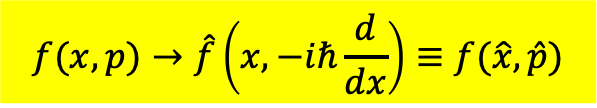 f(x, p) → f̂ (x, −iħ d/dx) ≡ f(x̂, p̂)